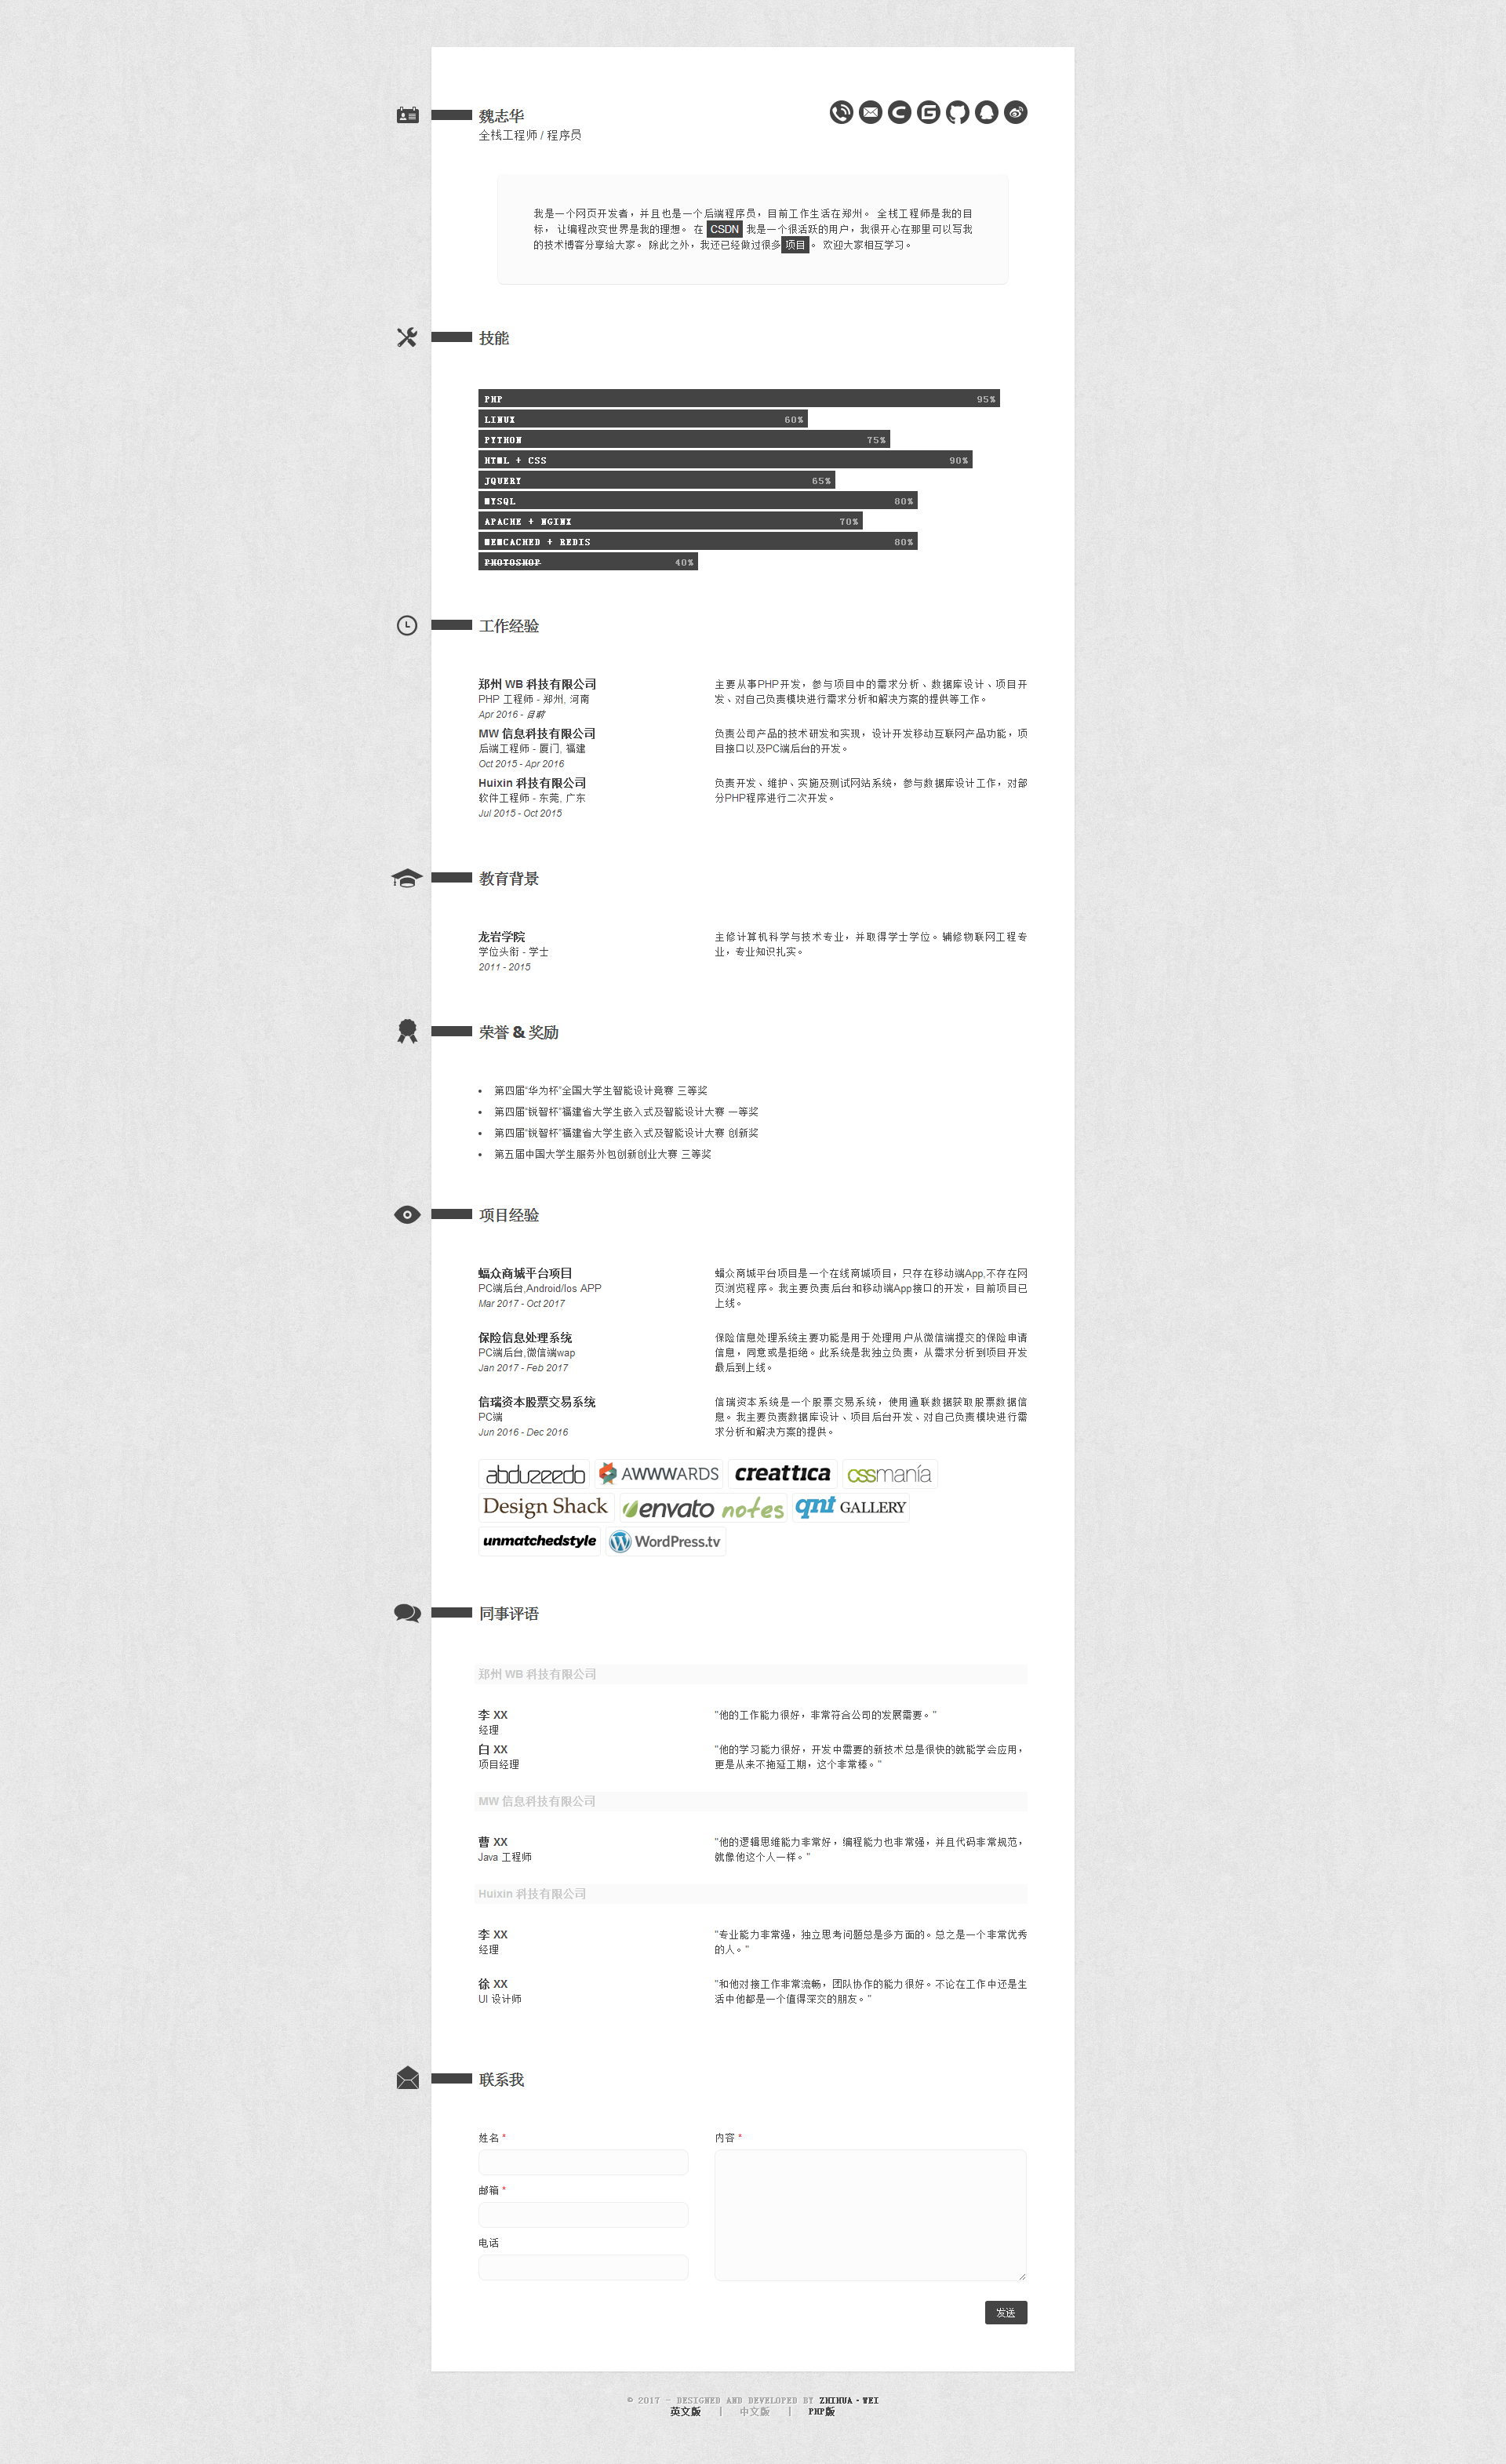 魏志华
全栈工程师 / 程序员
我是一个网页开发者，并且也是一个后端程序员，目前工作生活在郑州。 全栈工程师是我的目
标， 让编程改变世界是我的理想。 在 CSDN 我是一个很活跃的用户，我很开心在那里可以写我
的技术博客分享给大家。 除此之外，我还已经做过很多 项目 。 欢迎大家相互学习。
技能
PHP 95%
LINUX 60%
PYTHON 75%
HTML + CSS 90%
JQUERY 65%
MYSQL 80%
APACHE + NGINX 70%
MEMCACHED + REDIS 80%
PHOTOSHOP 40%
工作经验
郑州 WB 科技有限公司
PHP 工程师 - 郑州, 河南
Apr 2016 - 目前
主要从事PHP开发，参与项目中的需求分析、数据库设计、项目开
发、对自己负责模块进行需求分析和解决方案的提供等工作。
MW 信息科技有限公司
后端工程师 - 厦门, 福建
Oct 2015 - Apr 2016
负责公司产品的技术研发和实现，设计开发移动互联网产品功能，项
目接口以及PC端后台的开发。
Huixin 科技有限公司
软件工程师 - 东莞, 广东
Jul 2015 - Oct 2015
负责开发、维护、实施及测试网站系统，参与数据库设计工作，对部
分PHP程序进行二次开发。
教育背景
龙岩学院
学位头衔 - 学士
2011 - 2015
主修计算机科学与技术专业，并取得学士学位。辅修物联网工程专
业，专业知识扎实。
荣誉 & 奖励
第四届“华为杯”全国大学生智能设计竟赛 三等奖
第四届“锐智杯”福建省大学生嵌入式及智能设计大赛 一等奖
第四届“锐智杯”福建省大学生嵌入式及智能设计大赛 创新奖
第五届中国大学生服务外包创新创业大赛 三等奖
项目经验
蝠众商城平台项目
PC端后台,Android/Ios APP
Mar 2017 - Oct 2017
蝠众商城平台项目是一个在线商城项目，只存在移动端App,不存在网
页浏览程序。我主要负责后台和移动端App接口的开发，目前项目已
上线。
保险信息处理系统
PC端后台,微信端wap
Jan 2017 - Feb 2017
保险信息处理系统主要功能是用于处理用户从微信端提交的保险申请
信息，同意或是拒绝。此系统是我独立负责，从需求分析到项目开发
最后到上线。
信瑞资本股票交易系统
PC端
Jun 2016 - Dec 2016
信瑞资本系统是一个股票交易系统，使用通联数据获取股票数据信
息。我主要负责数据库设计、项目后台开发、对自己负责模块进行需
求分析和解决方案的提供。
abduzeedo AWWWARDS creattica cssmanía
Design Shack envato notes qnt GALLERY
unmatchedstyle WordPress.tv
同事评语
郑州 WB 科技有限公司
李 XX
经理
"他的工作能力很好，非常符合公司的发展需要。"
白 XX
项目经理
"他的学习能力很好，开发中需要的新技术总是很快的就能学会应用，
更是从来不拖延工期，这个非常棒。"
MW 信息科技有限公司
曹 XX
Java 工程师
"他的逻辑思维能力非常好，编程能力也非常强，并且代码非常规范，
就像他这个人一样。"
Huixin 科技有限公司
李 XX
经理
"专业能力非常强，独立思考问题总是多方面的。总之是一个非常优秀
的人。"
徐 XX
UI 设计师
"和他对接工作非常流畅，团队协作的能力很好。不论在工作中还是生
活中他都是一个值得深交的朋友。"
联系我
姓名 *
邮箱 *
电话
内容 *
发送
© 2017 - DESIGNED AND DEVELOPED BY ZHIHUA·WEI
英文版 | 中文版 | PHP版